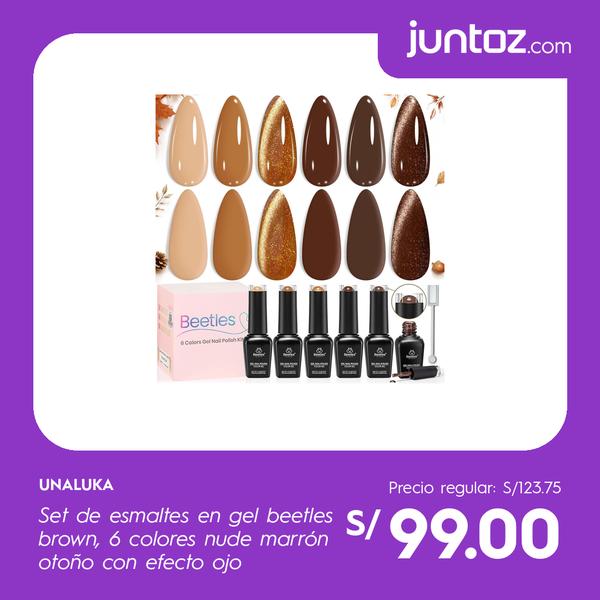 juntoz.com
Beetles
6 Colors Gel Nail Polish Kit
UNALUKA
Set de esmaltes en gel beetles
brown, 6 colores nude marrón
otoño con efecto ojo
Precio regular: S/123.75
S/ 99.00